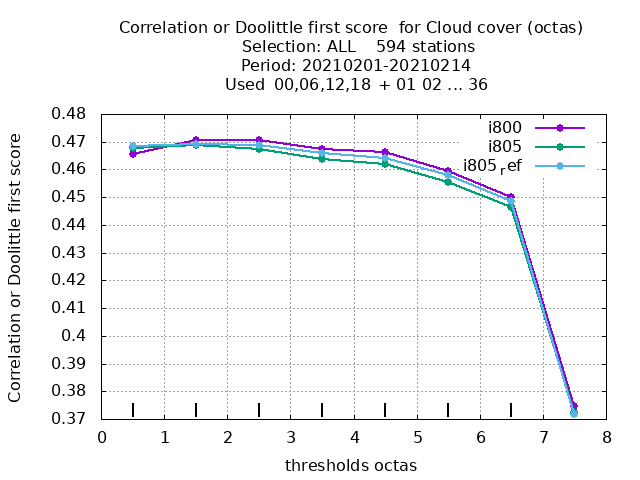 Correlation or Doolittle first score  for Cloud cover (octas)
Selection: ALL    594 stations
Period: 20210201-20210214
Used  00,06,12,18  + 01 02 ... 36
Correlation or Doolittle first score
0.48
0.47
0.46
0.45
0.44
0.43
0.42
0.41
0.4
0.39
0.38
0.37
i800
i805
i805ref
0 1 2 3 4 5 6 7 8
thresholds octas